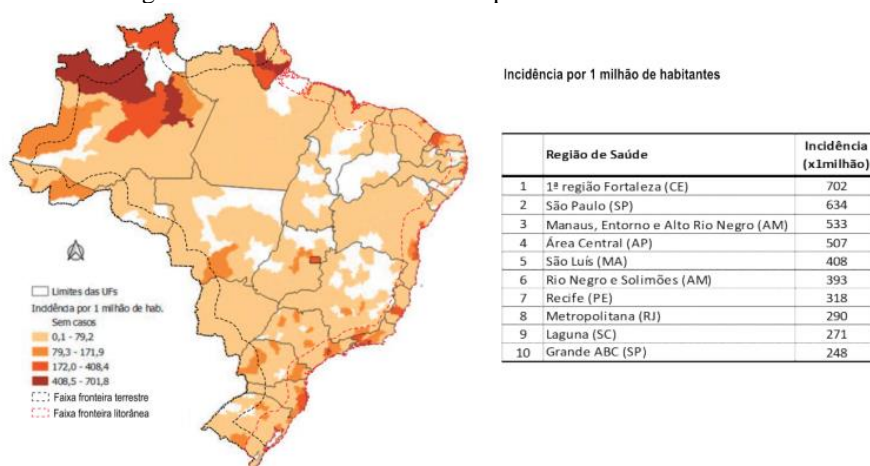 Incidência por 1 milhão de habitantes
Região de Saúde Incidência (x1milhão)
1 1ª região Fortaleza (CE) 702
2 São Paulo (SP) 634
3 Manaus, Entorno e Alto Rio Negro (AM) 533
4 Área Central (AP) 507
5 São Luís (MA) 408
6 Rio Negro e Solimões (AM) 393
7 Recife (PE) 318
8 Metropolitana (RJ) 290
9 Laguna (SC) 271
10 Grande ABC (SP) 248
Limites das UFs
Incidência por 1 milhão de hab.
Sem casos
0,1 - 79,2
79,3 - 171,9
172,0 - 408,4
408,5 - 701,8
Faixa fronteira terrestre
Faixa fronteira litorânea